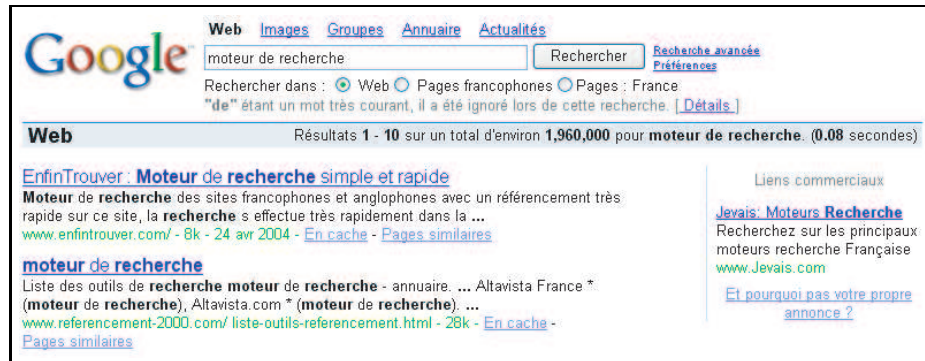 Google
Web Images Groupes Annuaire Actualités
moteur de recherche Rechercher Recherche avancée
Préférences
Rechercher dans : Web Pages francophones Pages : France
"de" étant un mot très courant, il a été ignoré lors de cette recherche. [ Détails ]
Web Résultats 1 - 10 sur un total d'environ 1,960,000 pour moteur de recherche. (0.08 secondes)
EnfinTrouver : Moteur de recherche simple et rapide
Moteur de recherche des sites francophones et anglophones avec un référencement très
rapide sur ce site, la recherche s effectue très rapidement dans la ...
www.enfintrouver.com/ - 8k - 24 avr 2004 - En cache - Pages similaires
moteur de recherche
Liste des outils de recherche moteur de recherche - annuaire. ... Altavista France *
(moteur de recherche), Altavista.com * (moteur de recherche). ...
www.referencement-2000.com/ liste-outils-referencement.html - 28k - En cache -
Pages similaires
Liens commerciaux
Jevais: Moteurs Recherche
Recherchez sur les principaux
moteurs recherche Française
www.Jevais.com
Et pourquoi pas votre propre
annonce ?